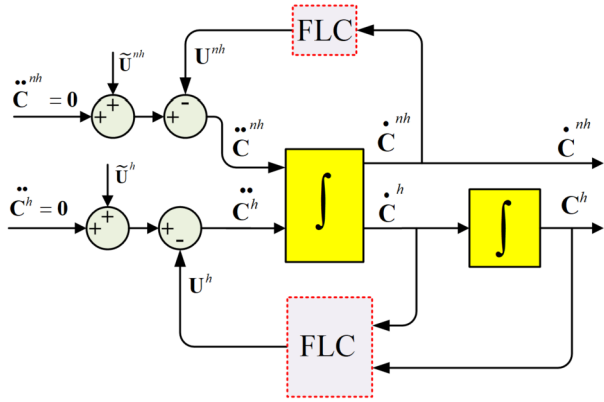 FLC
U^nh
Ũ^nh
C̈^nh = 0
+ + + -
C̈^nh
Ċ^nh
Ċ^nh
Ũ^h
C̈^h = 0
+ + + -
C̈^h
∫
Ċ^h
∫
C^h
U^h
FLC